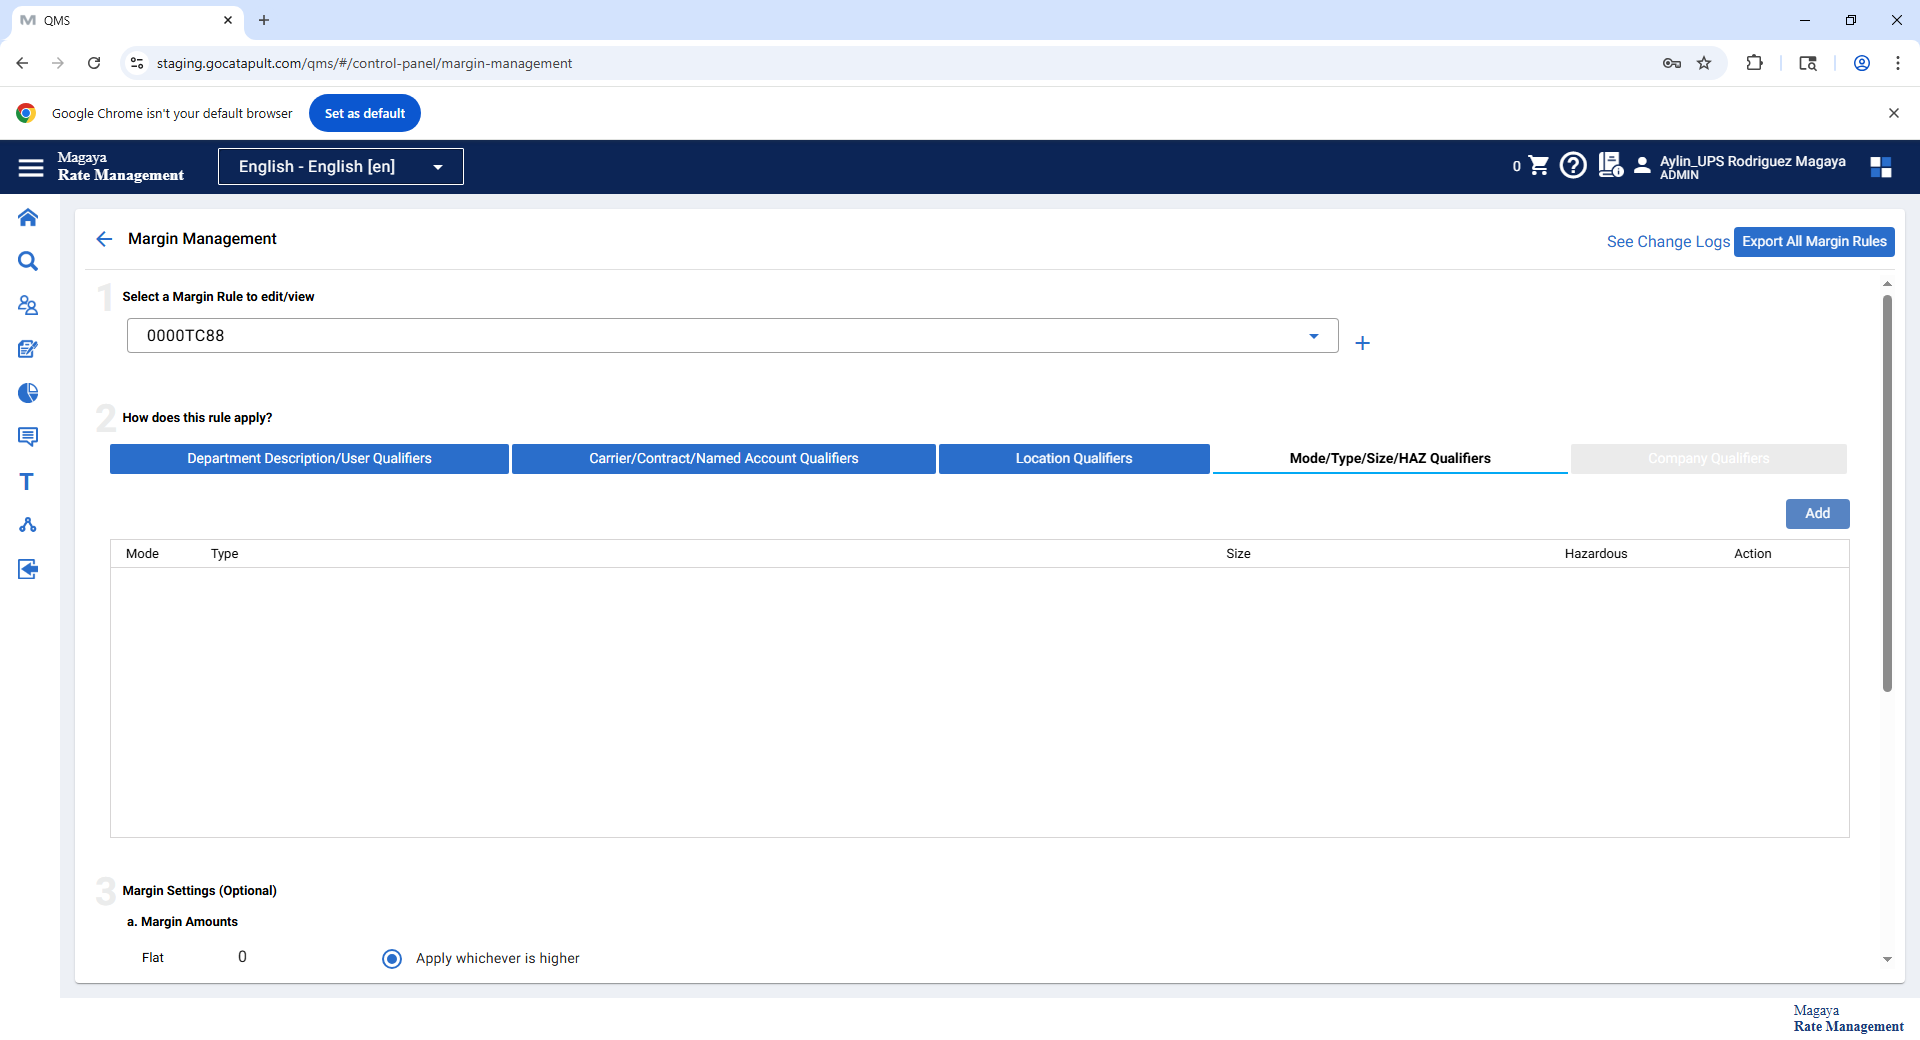 QMS
staging.gocatapult.com/qms/#/control-panel/margin-management
Google Chrome isn't your default browser
Set as default
Magaya
Rate Management
English - English [en]
0
Aylin_UPS Rodriguez Magaya
ADMIN
Margin Management
See Change Logs
Export All Margin Rules
1
Select a Margin Rule to edit/view
0000TC88
2
How does this rule apply?
Department Description/User Qualifiers
Carrier/Contract/Named Account Qualifiers
Location Qualifiers
Mode/Type/Size/HAZ Qualifiers
Company Qualifiers
Add
Mode
Type
Size
Hazardous
Action
3
Margin Settings (Optional)
a. Margin Amounts
Flat
0
Apply whichever is higher
Magaya
Rate Management